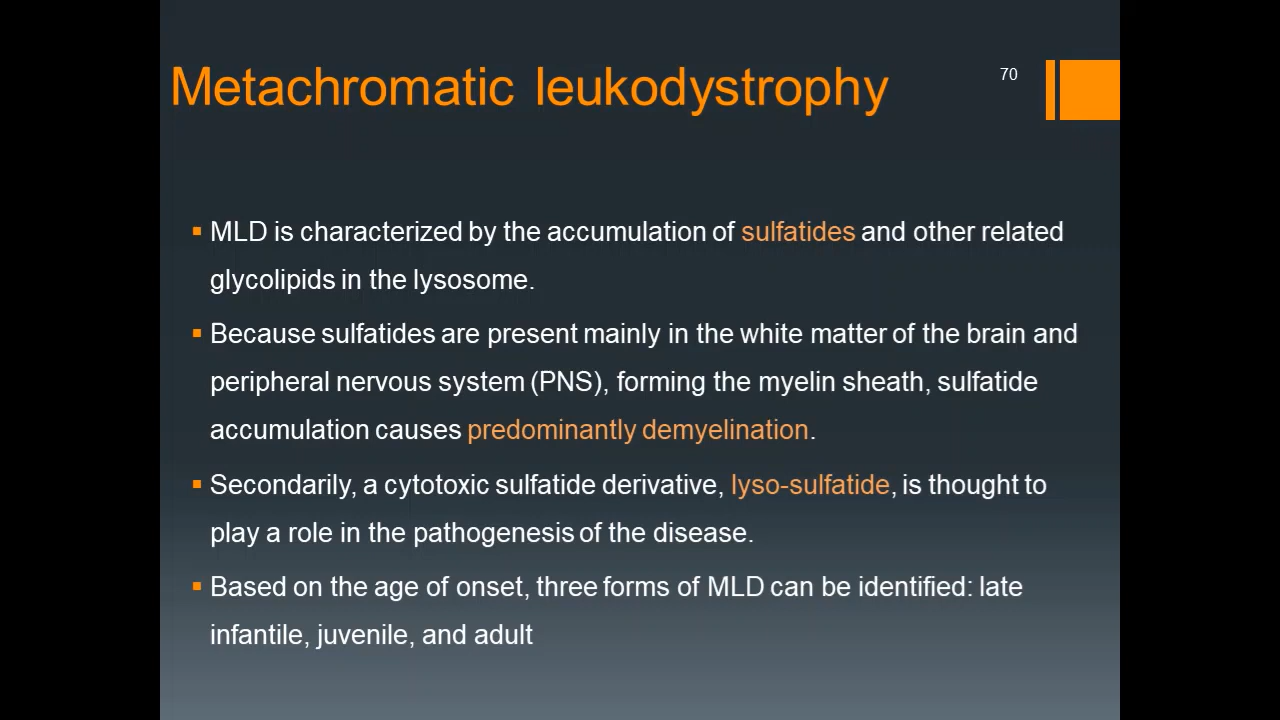 Metachromatic leukodystrophy
70
▪ MLD is characterized by the accumulation of sulfatides and other related
glycolipids in the lysosome.
▪ Because sulfatides are present mainly in the white matter of the brain and
peripheral nervous system (PNS), forming the myelin sheath, sulfatide
accumulation causes predominantly demyelination.
▪ Secondarily, a cytotoxic sulfatide derivative, lyso-sulfatide, is thought to
play a role in the pathogenesis of the disease.
▪ Based on the age of onset, three forms of MLD can be identified: late
infantile, juvenile, and adult